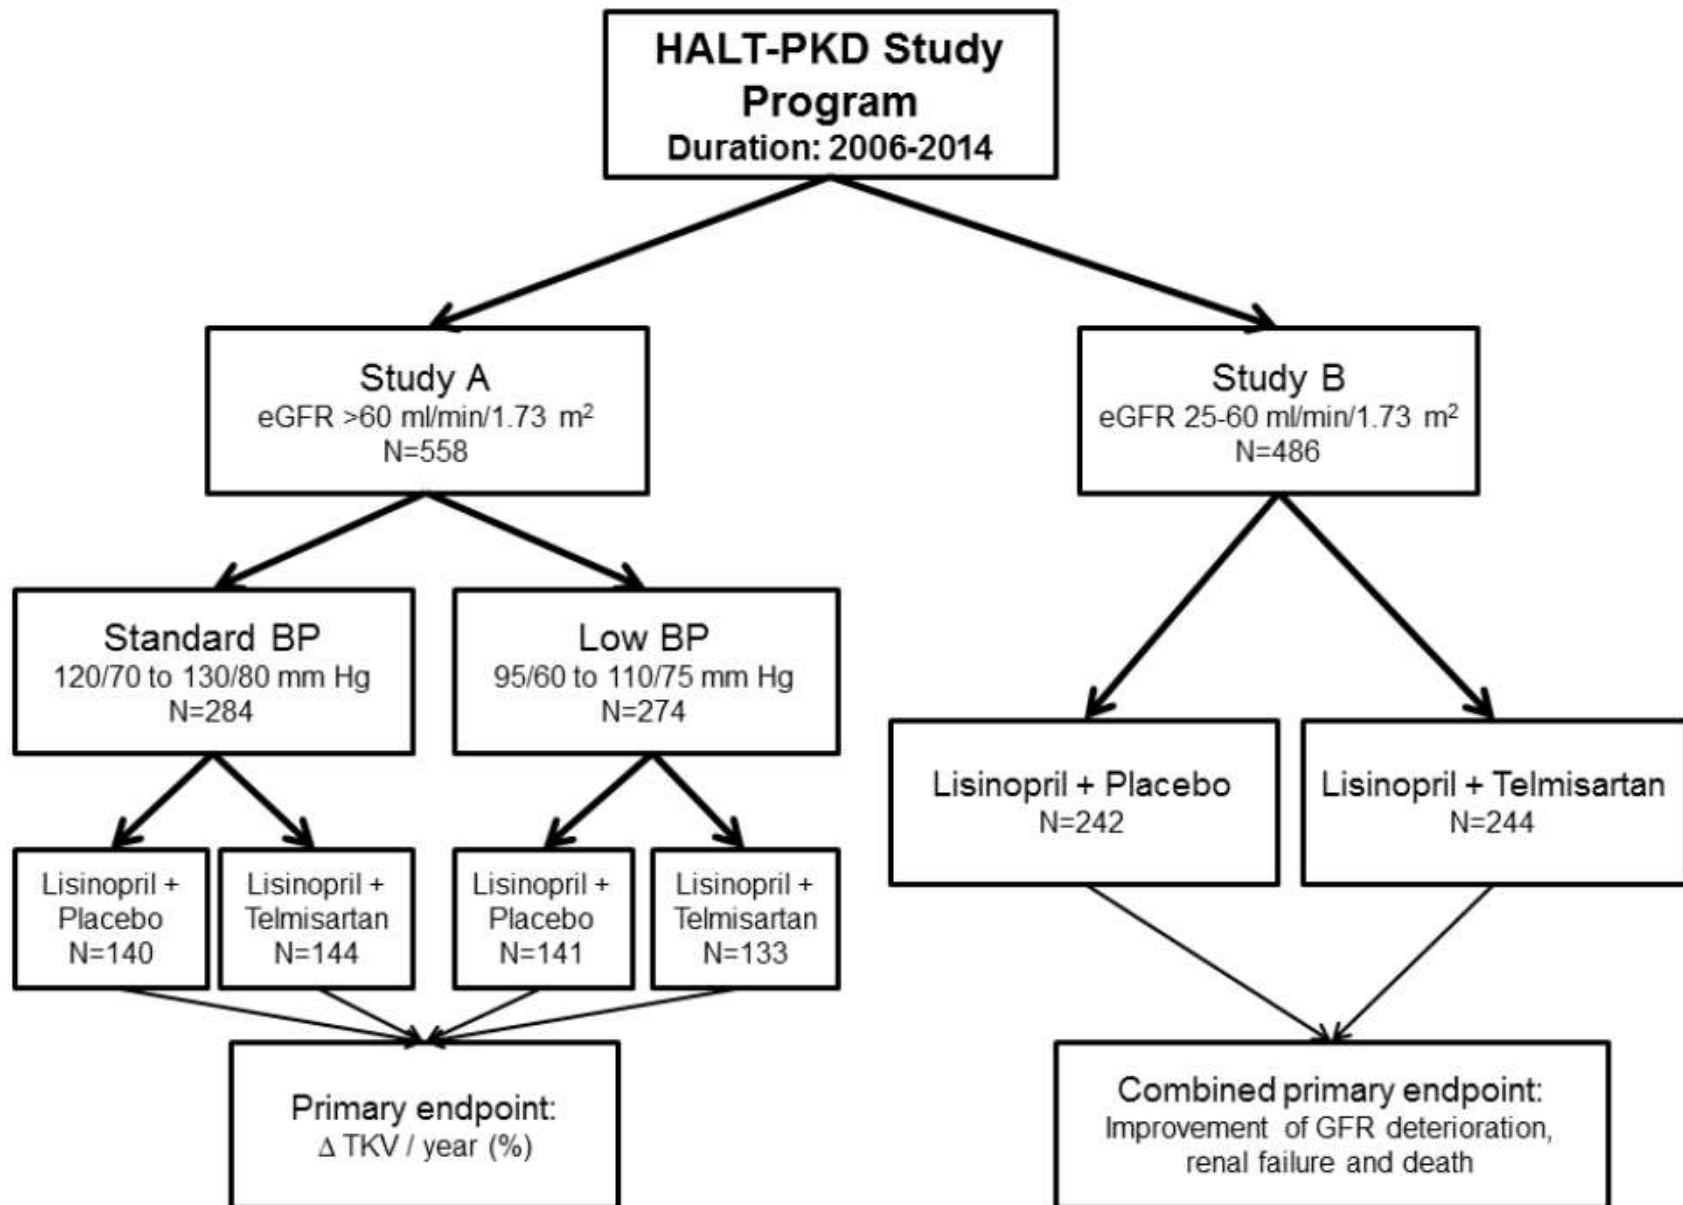 HALT-PKD Study
Program
Duration: 2006-2014
Study A
eGFR >60 ml/min/1.73 m²
N=558
Study B
eGFR 25-60 ml/min/1.73 m²
N=486
Standard BP
120/70 to 130/80 mm Hg
N=284
Low BP
95/60 to 110/75 mm Hg
N=274
Lisinopril + Placebo
N=242
Lisinopril + Telmisartan
N=244
Lisinopril +
Placebo
N=140
Lisinopril +
Telmisartan
N=144
Lisinopril +
Placebo
N=141
Lisinopril +
Telmisartan
N=133
Primary endpoint:
Δ TKV / year (%)
Combined primary endpoint:
Improvement of GFR deterioration,
renal failure and death